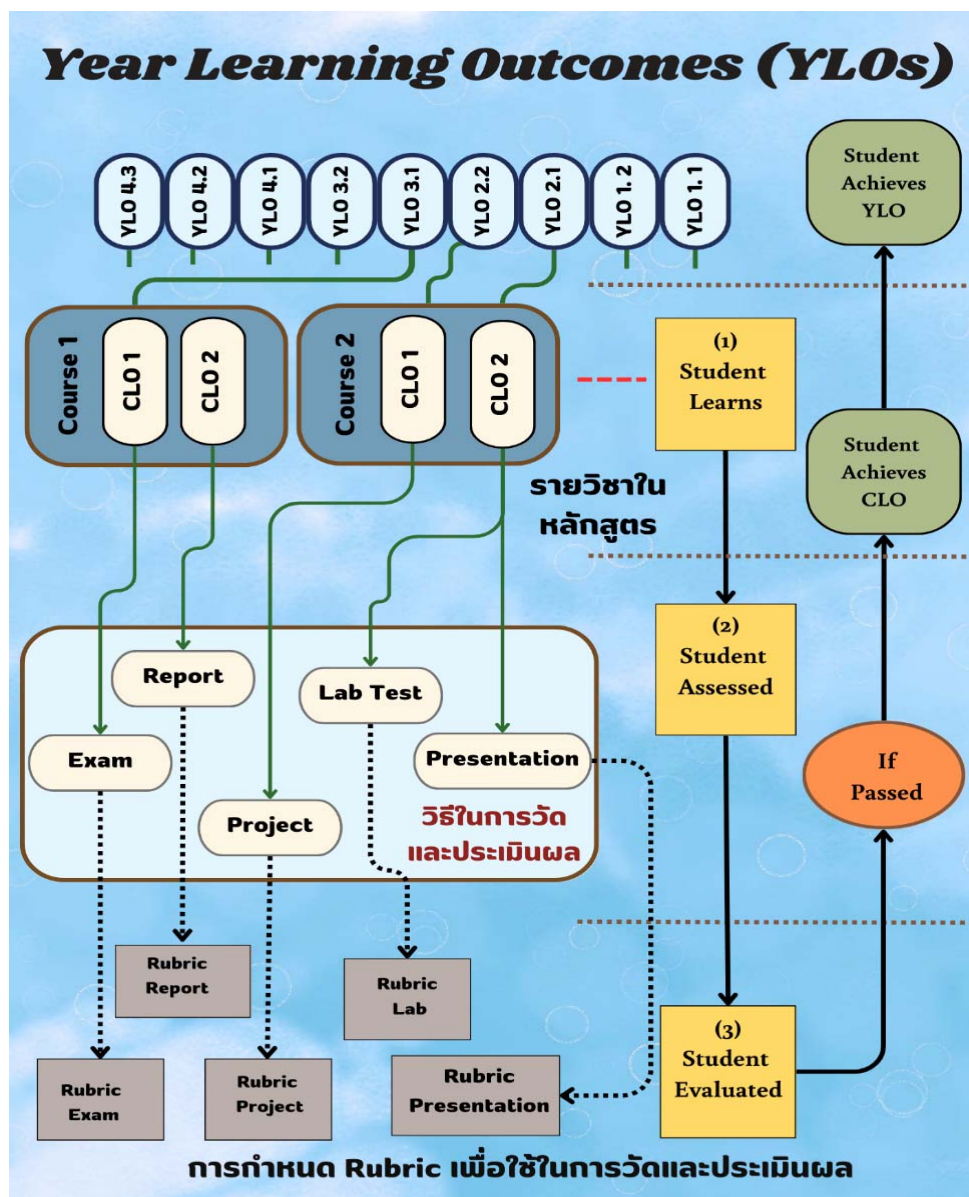 Year Learning Outcomes (YLOs)
YLO 4.3
YLO 4.2
YLO 4.1
YLO 3.2
YLO 3.1
YLO 2.2
YLO 2.1
YLO 1. 2
YLO 1. 1
Student
Achieves
YLO
Course 1
CLO 1
CLO 2
Course 2
CLO 1
CLO 2
(1)
Student
Learns
Student
Achieves
CLO
รายวิชาใน
หลักสูตร
(2)
Student
Assessed
Report
Lab Test
Exam
Presentation
Project
วิธีในการวัด
และประเมินผล
If
Passed
Rubric
Report
Rubric
Lab
Rubric
Exam
Rubric
Project
Rubric
Presentation
(3)
Student
Evaluated
การกำหนด Rubric เพื่อใช้ในการวัดและประเมินผล